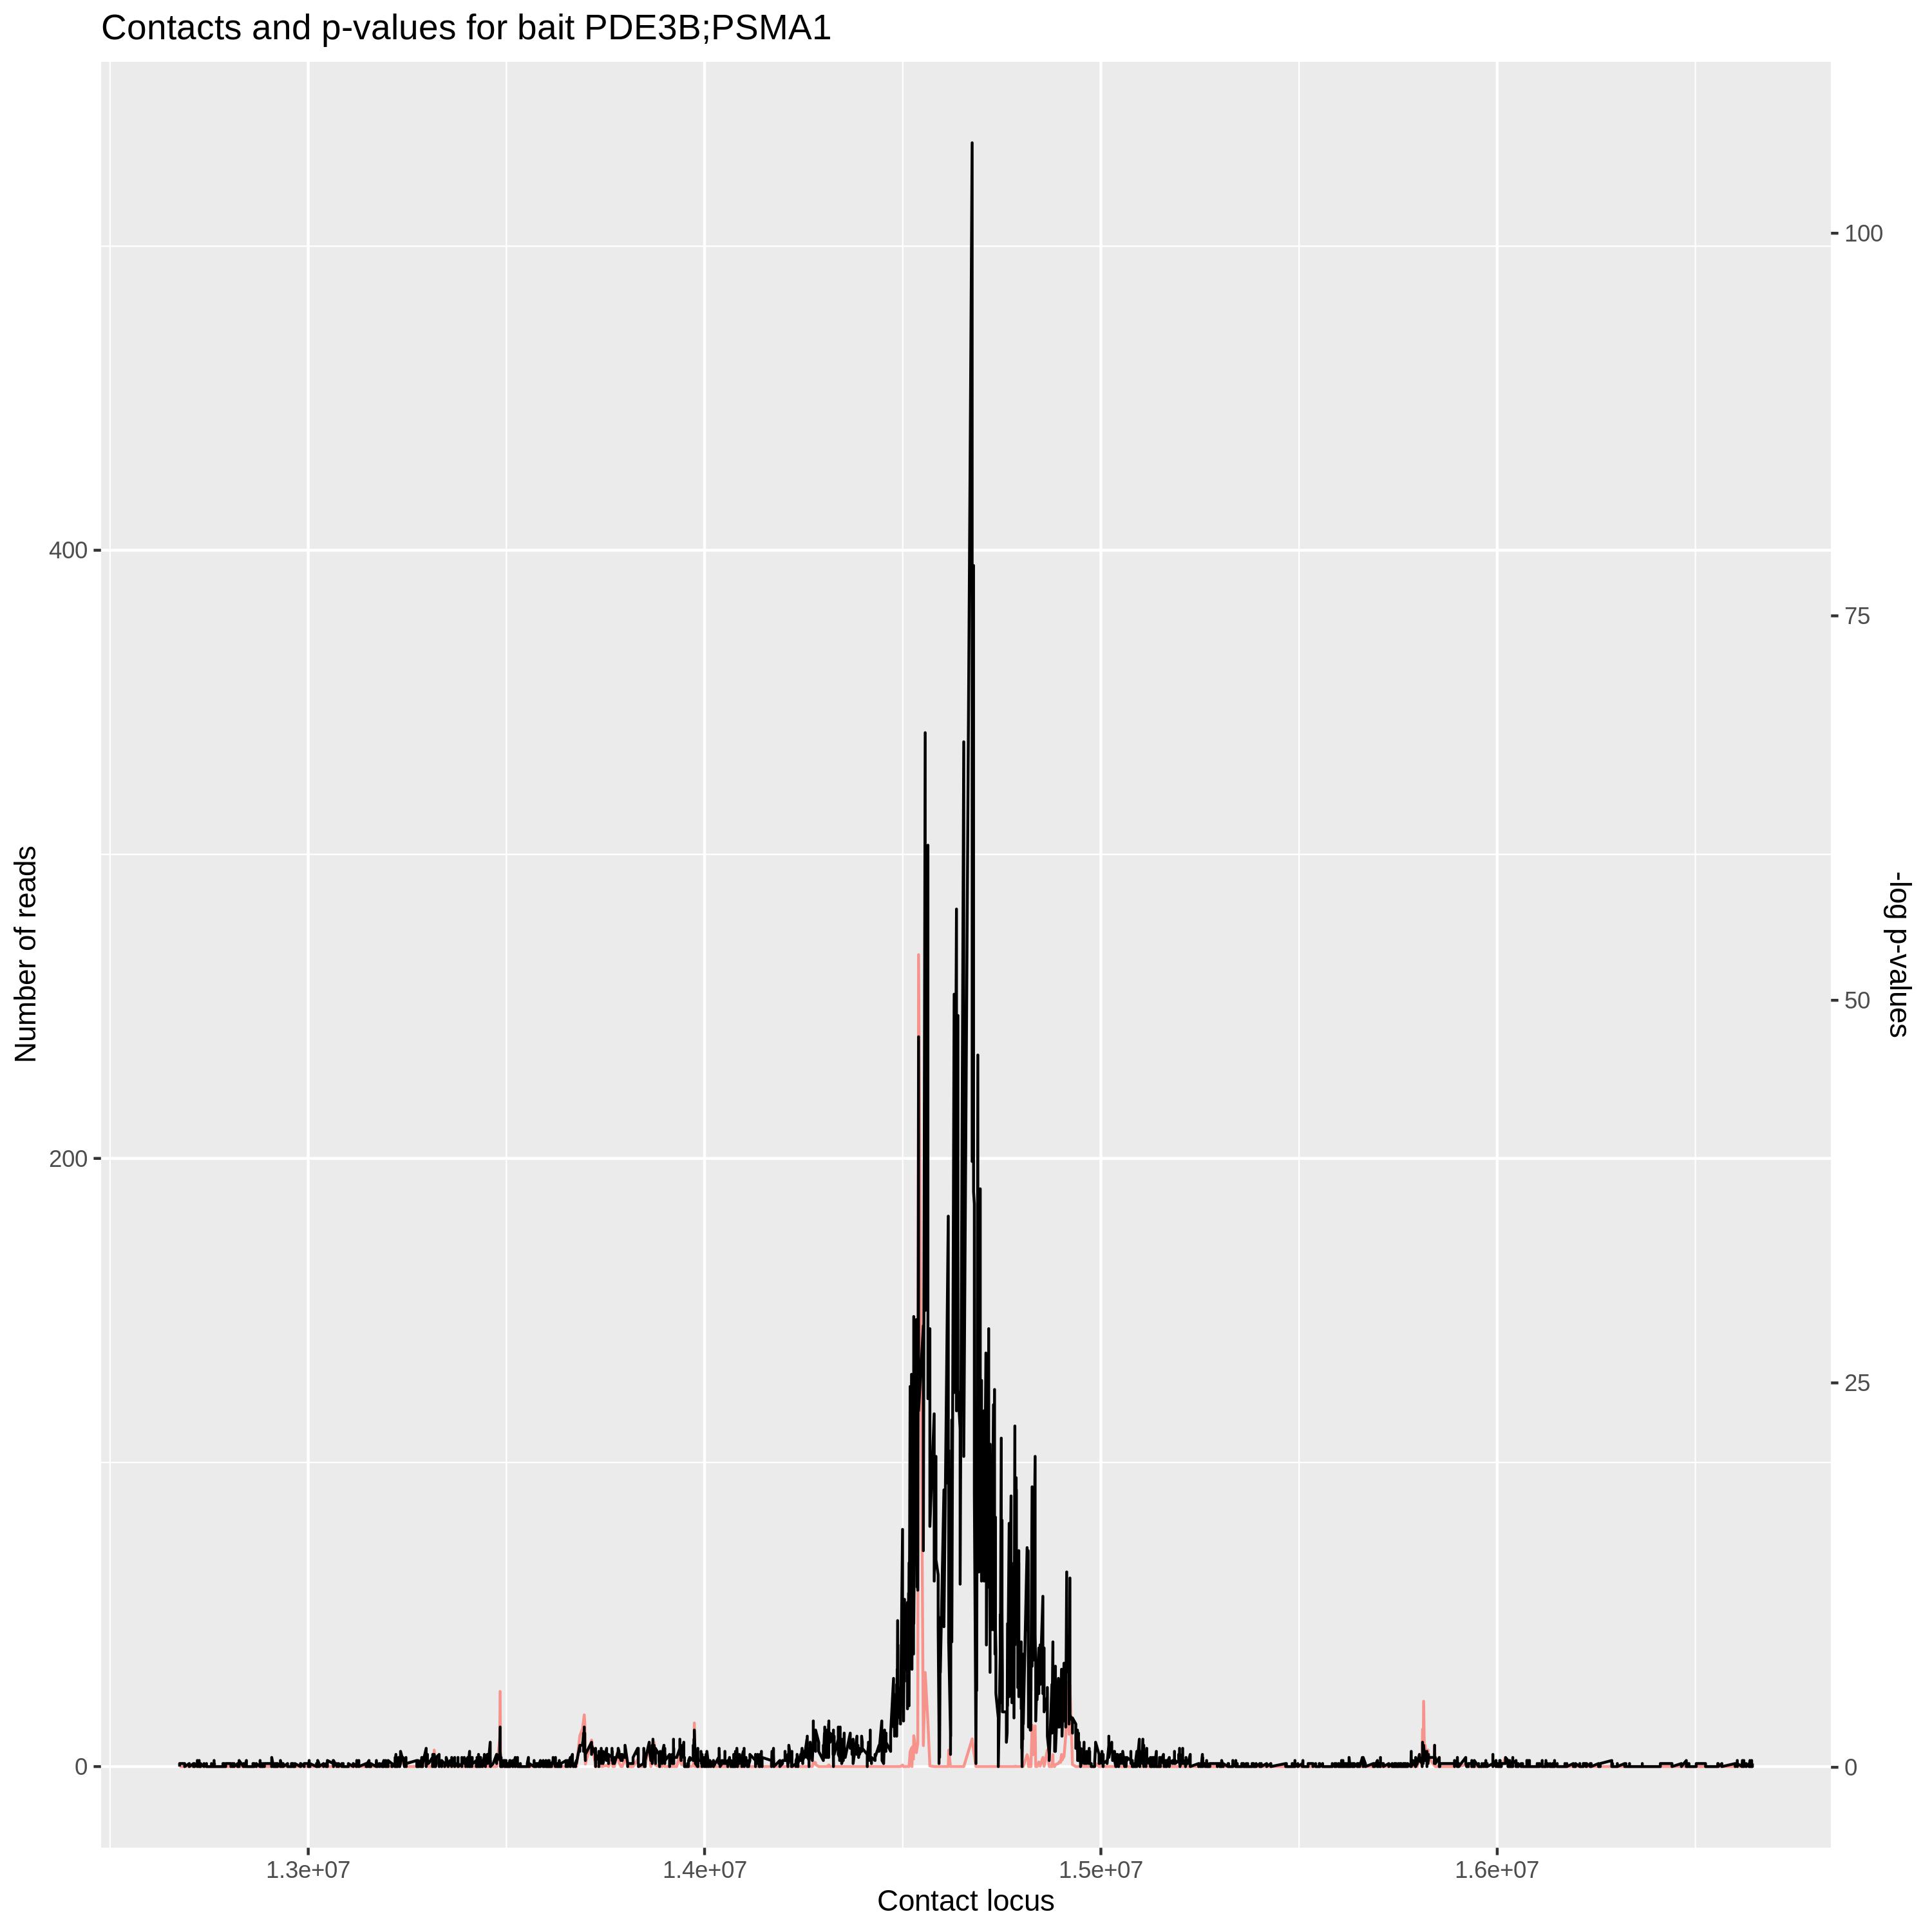 Contacts and p-values for bait PDE3B;PSMA1
Number of reads
400
200
0
100
75
50
25
0
-log p-values
1.3e+07
1.4e+07
1.5e+07
1.6e+07
Contact locus